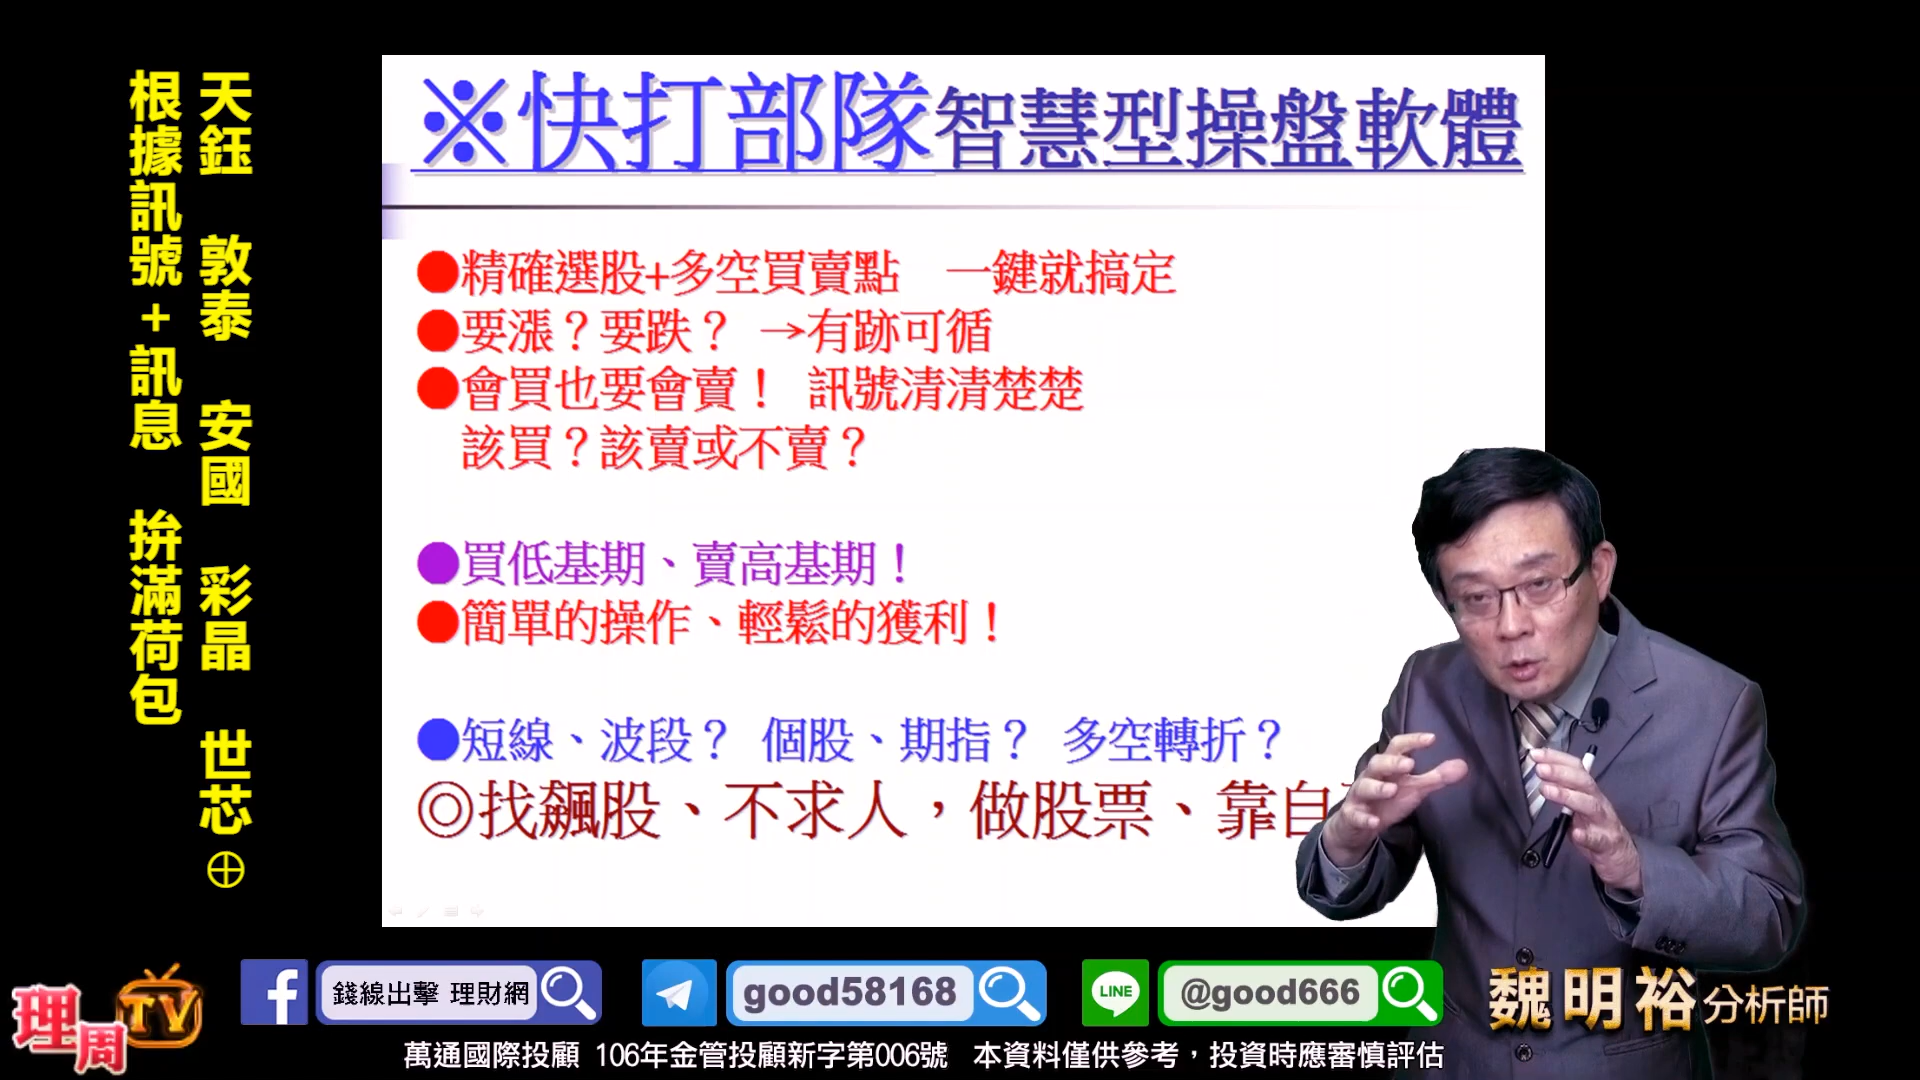 天鈺 敦泰 安國 彩晶 世芯⊕
根據訊號+訊息 拚滿荷包
※快打部隊智慧型操盤軟體
●精確選股+多空買賣點 一鍵就搞定
●要漲？要跌？ →有跡可循
●會買也要會賣！ 訊號清清楚楚
該買？該賣或不賣？
●買低基期、賣高基期！
●簡單的操作、輕鬆的獲利！
●短線、波段？ 個股、期指？ 多空轉折？
◎找飆股、不求人，做股票、靠自
理周TV
f 錢線出擊 理財網
good58168
LINE @good666
魏明裕分析師
萬通國際投顧 106年金管投顧新字第006號 本資料僅供參考，投資時應審慎評估